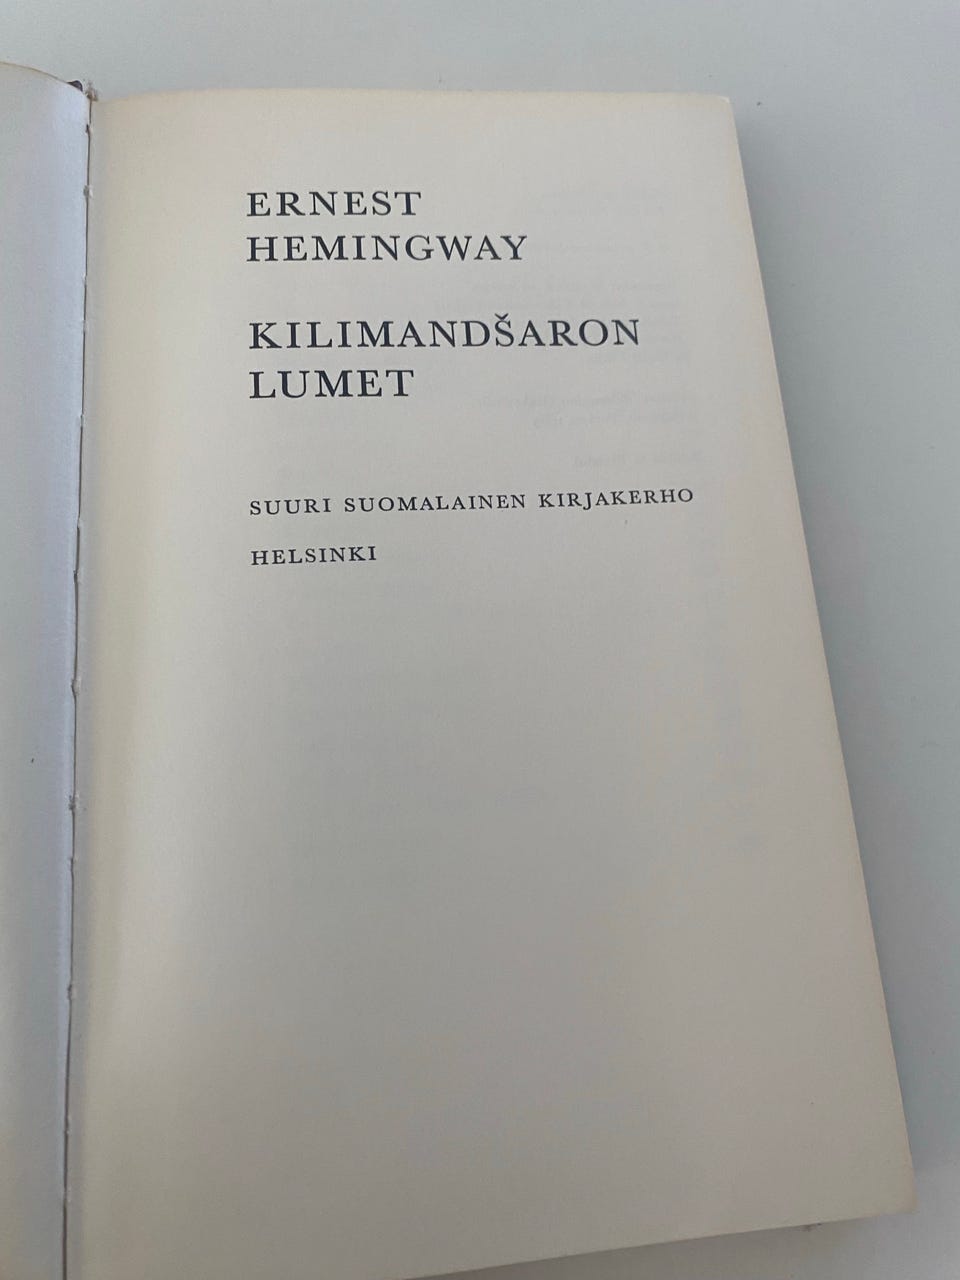 ERNEST
HEMINGWAY
KILIMANDŠARON
LUMET
SUURI SUOMALAINEN KIRJAKERHO
HELSINKI